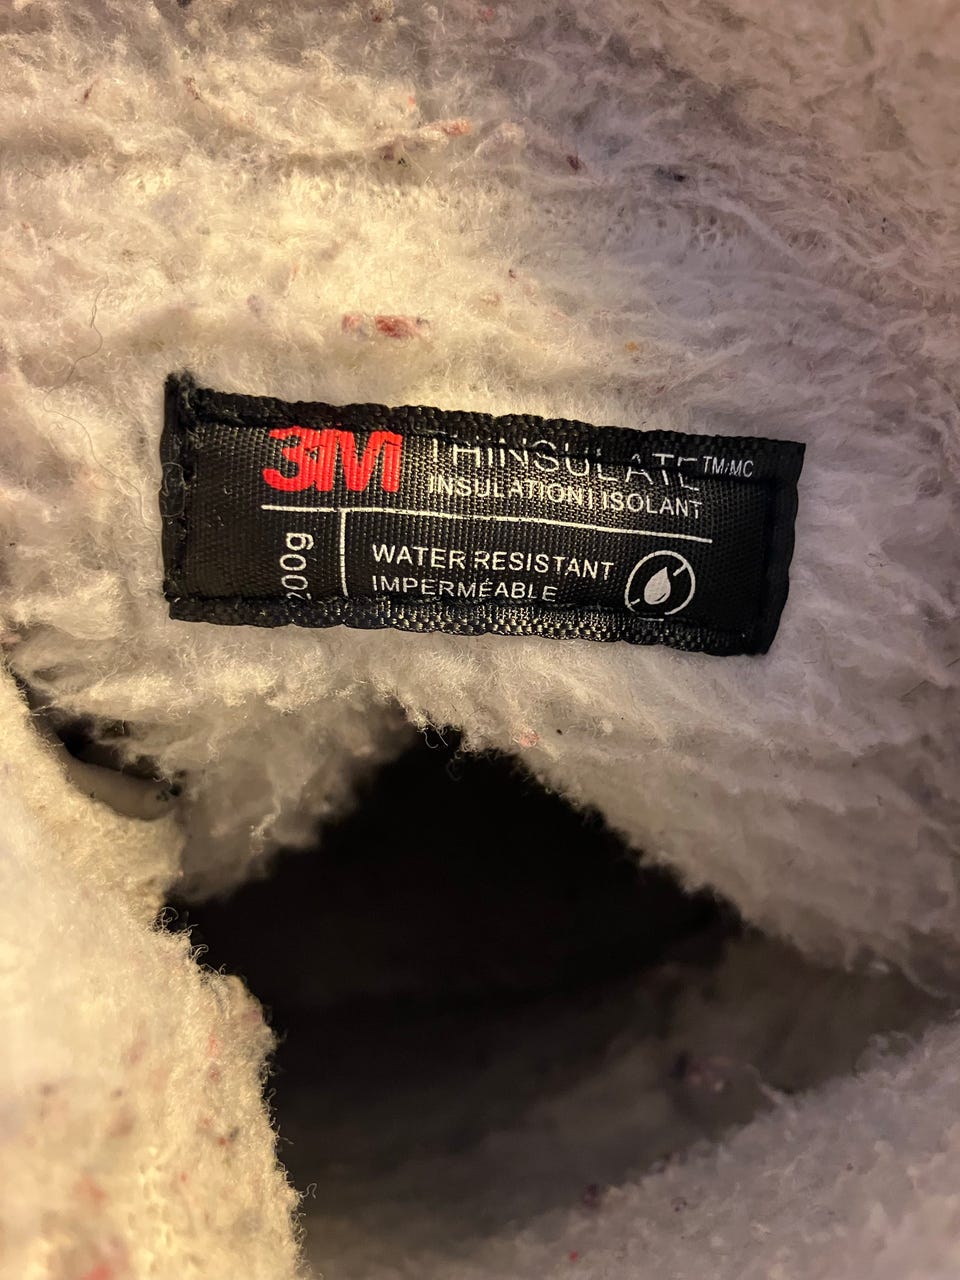 3M THINSULATE TM/MC
INSULATION | ISOLANT
200g
WATER RESISTANT
IMPERMÉABLE